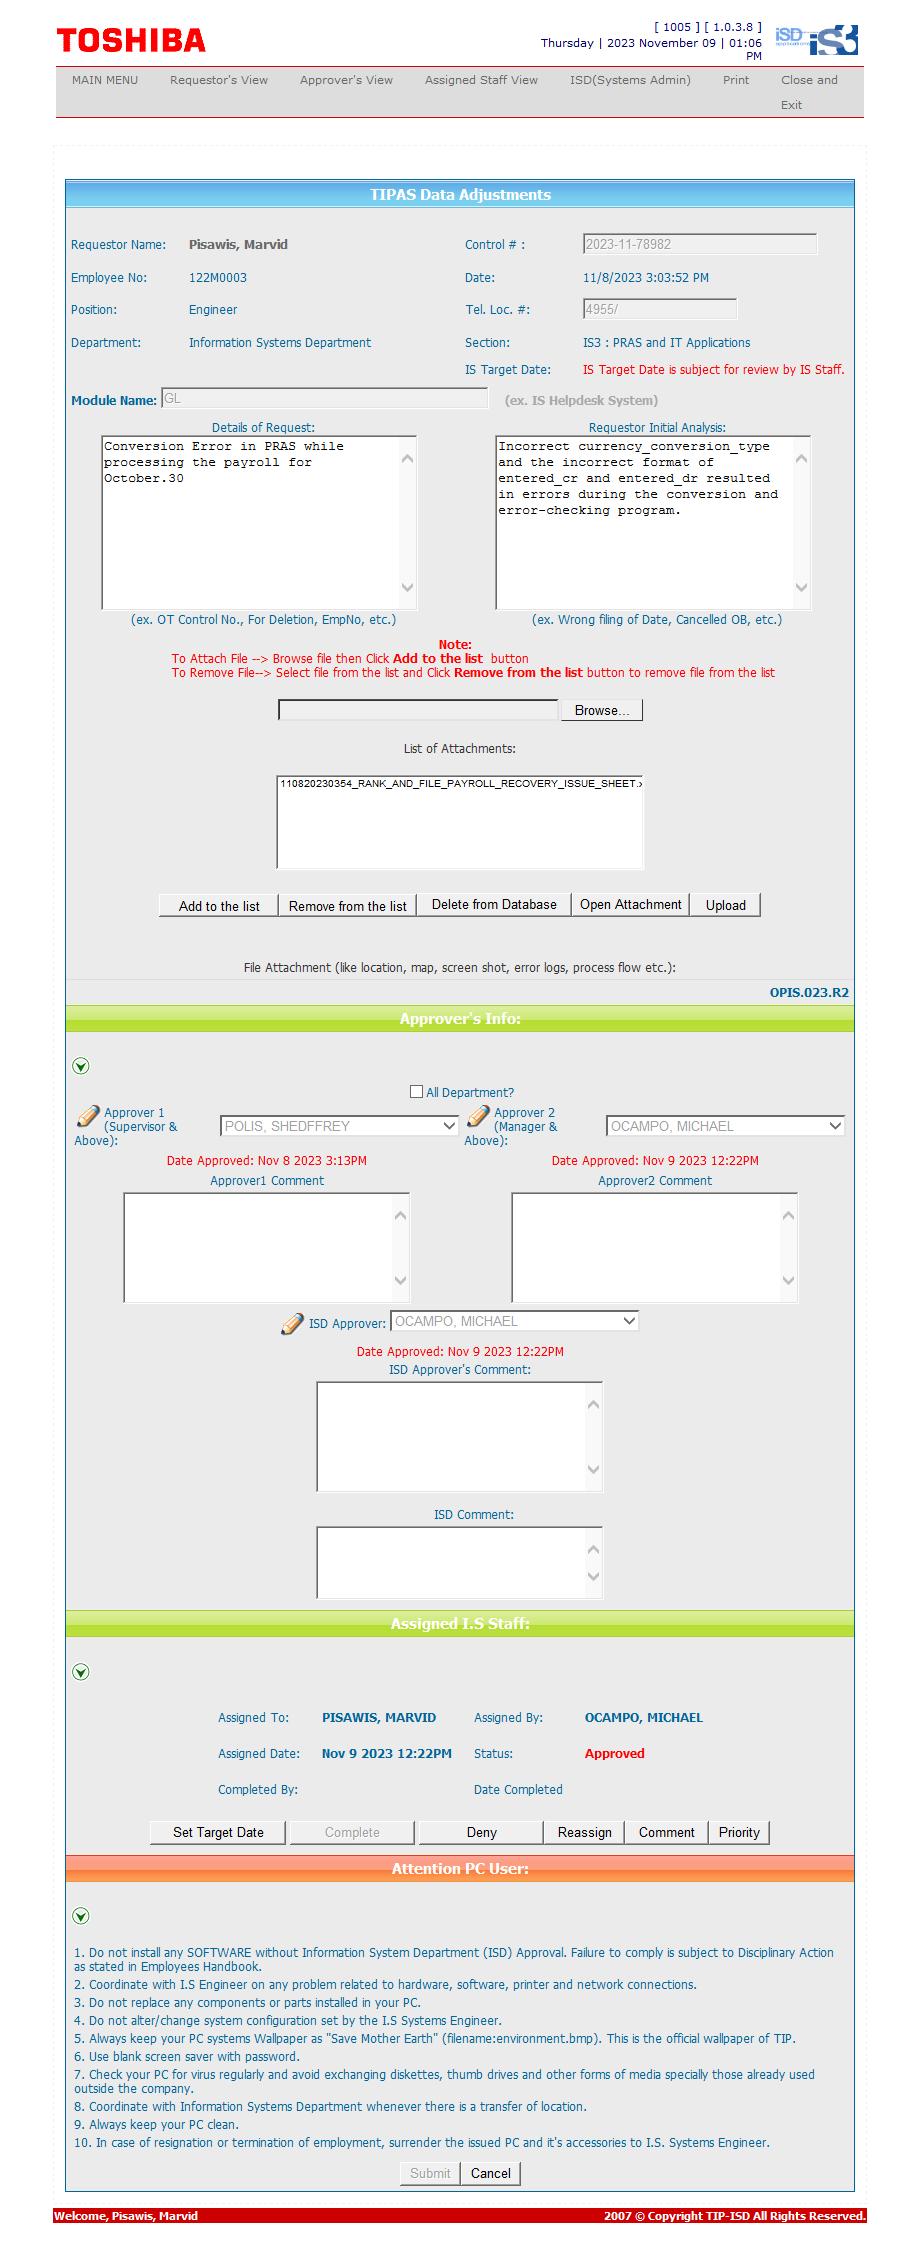 TOSHIBA
[ 1005 ] [ 1.0.3.8 ]
Thursday | 2023 November 09 | 01:06
PM
ISD
iS3
MAIN MENU Requestor's View Approver's View Assigned Staff View ISD(Systems Admin) Print Close and
Exit
TIPAS Data Adjustments
Requestor Name: Pisawis, Marvid Control # : 2023-11-78982
Employee No: 122M0003 Date: 11/8/2023 3:03:52 PM
Position: Engineer Tel. Loc. #: 4955/
Department: Information Systems Department Section: IS3 : PRAS and IT Applications
IS Target Date: IS Target Date is subject for review by IS Staff.
Module Name: GL (ex. IS Helpdesk System)
Details of Request:
Conversion Error in PRAS while
processing the payroll for
October.30
(ex. OT Control No., For Deletion, EmpNo, etc.)
Requestor Initial Analysis:
Incorrect currency_conversion_type
and the incorrect format of
entered_cr and entered_dr resulted
in errors during the conversion and
error-checking program.
(ex. Wrong filing of Date, Cancelled OB, etc.)
Note:
To Attach File --> Browse file then Click Add to the list button
To Remove File--> Select file from the list and Click Remove from the list button to remove file from the list
Browse...
List of Attachments:
110820230354_RANK_AND_FILE_PAYROLL_RECOVERY_ISSUE_SHEET.x
Add to the list Remove from the list Delete from Database Open Attachment Upload
File Attachment (like location, map, screen shot, error logs, process flow etc.):
OPIS.023.R2
Approver's Info:
All Department?
Approver 1
(Supervisor &
Above):
POLIS, SHEDFFREY
Approver 2
(Manager &
Above):
OCAMPO, MICHAEL
Date Approved: Nov 8 2023 3:13PM Date Approved: Nov 9 2023 12:22PM
Approver1 Comment Approver2 Comment
ISD Approver: OCAMPO, MICHAEL
Date Approved: Nov 9 2023 12:22PM
ISD Approver's Comment:
ISD Comment:
Assigned I.S Staff:
Assigned To: PISAWIS, MARVID Assigned By: OCAMPO, MICHAEL
Assigned Date: Nov 9 2023 12:22PM Status: Approved
Completed By: Date Completed
Set Target Date Complete Deny Reassign Comment Priority
Attention PC User:
1. Do not install any SOFTWARE without Information System Department (ISD) Approval. Failure to comply is subject to Disciplinary Action
as stated in Employees Handbook.
2. Coordinate with I.S Engineer on any problem related to hardware, software, printer and network connections.
3. Do not replace any components or parts installed in your PC.
4. Do not alter/change system configuration set by the I.S Systems Engineer.
5. Always keep your PC systems Wallpaper as "Save Mother Earth" (filename:environment.bmp). This is the official wallpaper of TIP.
6. Use blank screen saver with password.
7. Check your PC for virus regularly and avoid exchanging diskettes, thumb drives and other forms of media specially those already used
outside the company.
8. Coordinate with Information Systems Department whenever there is a transfer of location.
9. Always keep your PC clean.
10. In case of resignation or termination of employment, surrender the issued PC and it's accessories to I.S. Systems Engineer.
Submit Cancel
Welcome, Pisawis, Marvid 2007 © Copyright TIP-ISD All Rights Reserved.